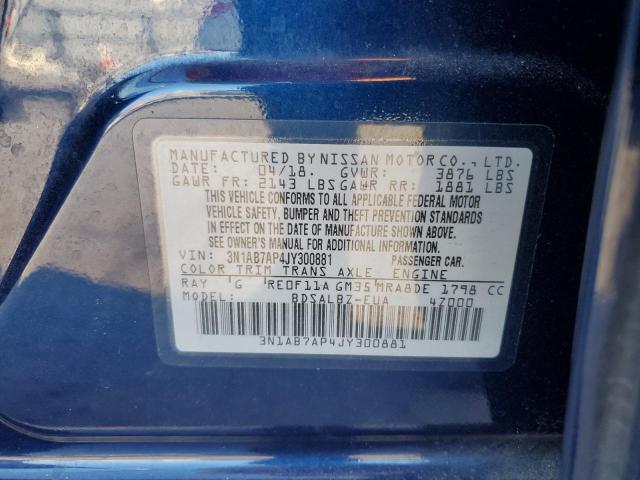 MANUFACTURED BY NISSAN MOTOR CO., LTD.
DATE: 04/18. GVWR: 3876 LBS
GAWR FR: 2143 LBS GAWR RR: 1881 LBS
THIS VEHICLE CONFORMS TO ALL APPLICABLE FEDERAL MOTOR
VEHICLE SAFETY, BUMPER AND THEFT PREVENTION STANDARDS
IN EFFECT ON THE DATE OF MANUFACTURE SHOWN ABOVE.
SEE OWNER'S MANUAL FOR ADDITIONAL INFORMATION.
VIN: 3N1AB7AP4JY300881 PASSENGER CAR.
COLOR TRIM TRANS AXLE ENGINE
RAY G RE0F11A GM35 MRA8DE 1798 CC
MODEL: BDSALBZ-EUA 4Z000
3N1AB7AP4JY300881